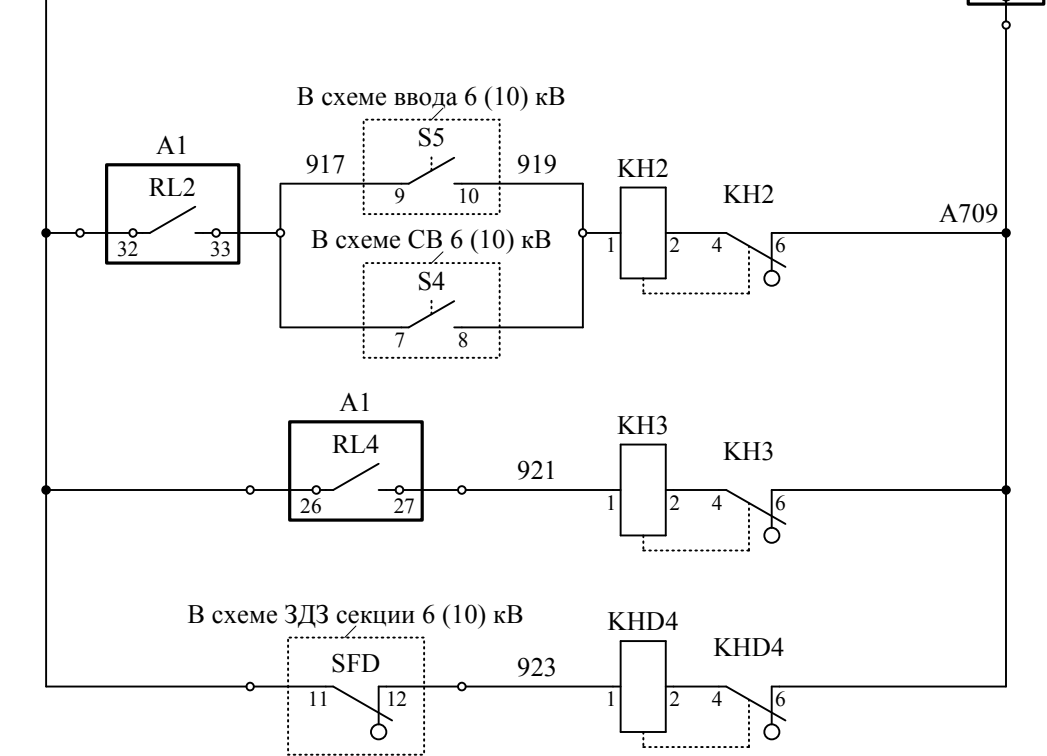 В схеме ввода 6 (10) кВ
A1
S5
917
919
KH2
KH2
RL2
9
10
A709
32
33
В схеме СВ 6 (10) кВ
1
2
4
6
S4
7
8
A1
KH3
RL4
KH3
921
26
27
1
2
4
6
В схеме ЗДЗ секции 6 (10) кВ
KHD4
KHD4
SFD
923
11
12
1
2
4
6